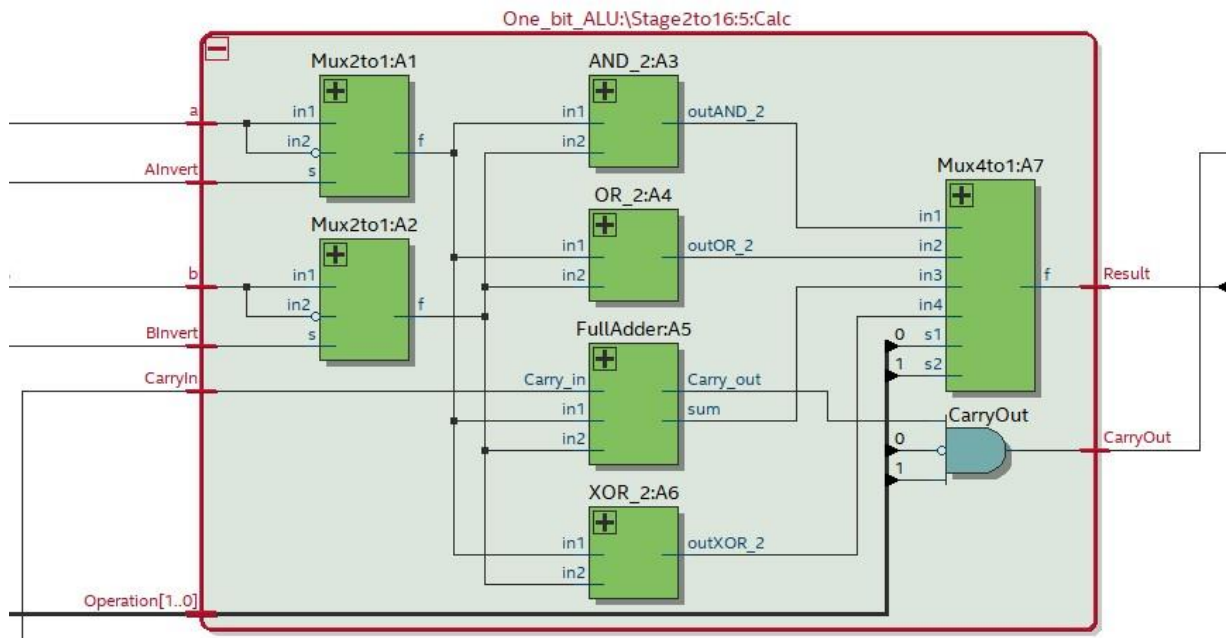 One_bit_ALU:\Stage2to16:5:Calc
Mux2to1:A1
a
in1
in2
f
AInvert
s
Mux2to1:A2
b
in1
in2
f
BInvert
s
CarryIn
AND_2:A3
in1
outAND_2
in2
OR_2:A4
in1
outOR_2
in2
FullAdder:A5
Carry_in
Carry_out
in1
sum
in2
XOR_2:A6
in1
outXOR_2
in2
Mux4to1:A7
in1
in2
in3
f
Result
in4
0
s1
1
s2
CarryOut
0
CarryOut
1
Operation[1..0]